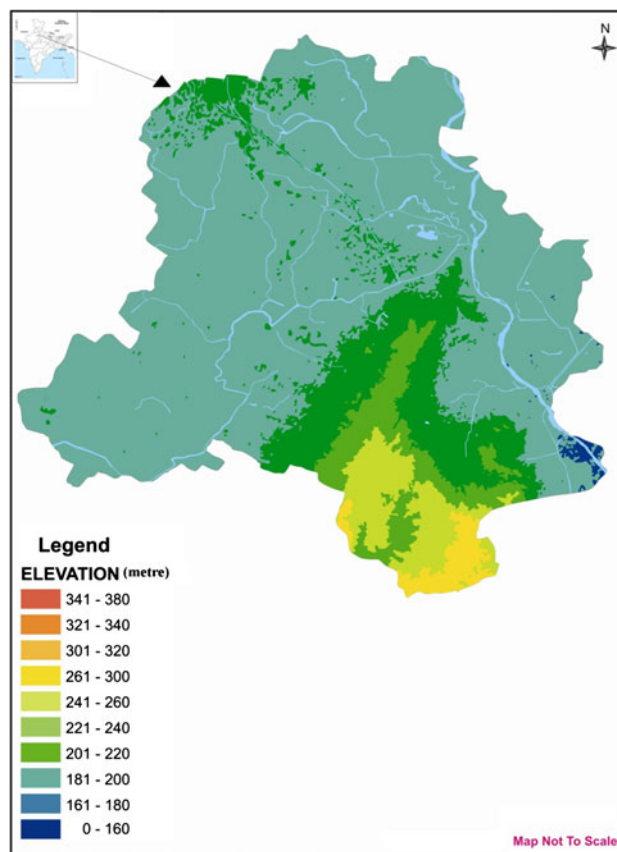 N
Legend
ELEVATION (metre)
341 - 380
321 - 340
301 - 320
261 - 300
241 - 260
221 - 240
201 - 220
181 - 200
161 - 180
0 - 160
Map Not To Scale